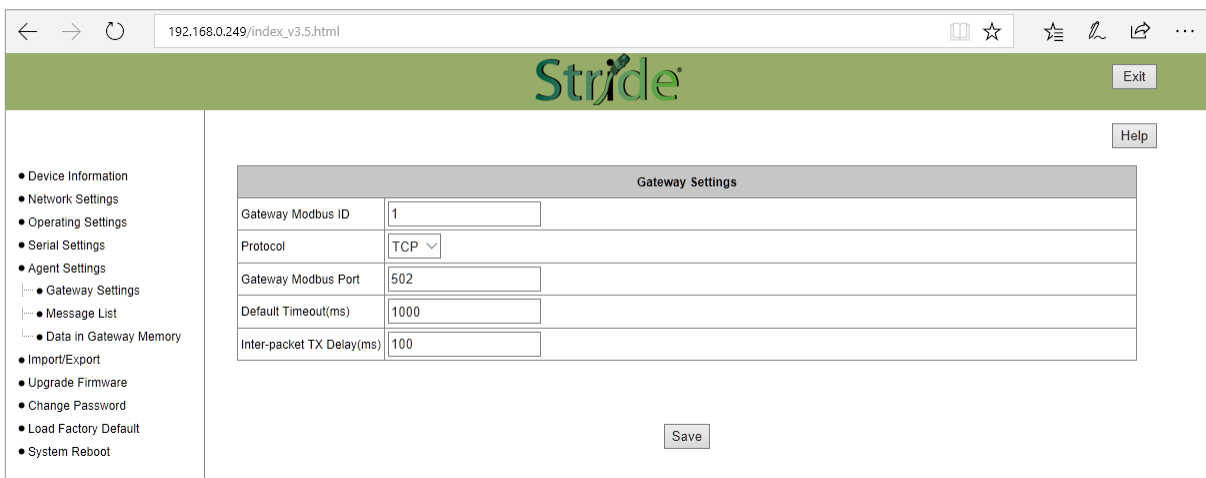 192.168.0.249/index_v3.5.html
Stride
Exit
Help
Device Information
Network Settings
Operating Settings
Serial Settings
Agent Settings
Gateway Settings
Message List
Data in Gateway Memory
Import/Export
Upgrade Firmware
Change Password
Load Factory Default
System Reboot
Gateway Settings
Gateway Modbus ID 1
Protocol TCP
Gateway Modbus Port 502
Default Timeout(ms) 1000
Inter-packet TX Delay(ms) 100
Save